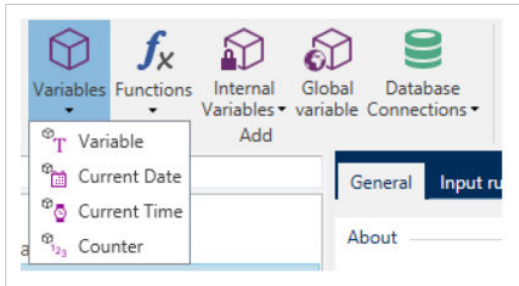 Variables Functions Internal Global Database
Variables variable Connections
Add
T Variable
Current Date
Current Time
123 Counter
General Input ru
About
a